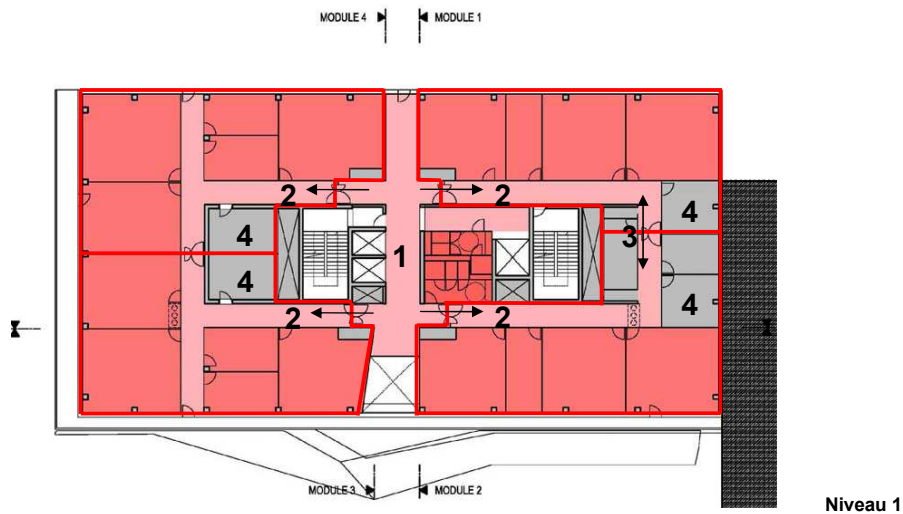 MODULE 4 MODULE 1
2 2
4
4 1 3
4 4
2 2
MODULE 3 MODULE 2
Niveau 1